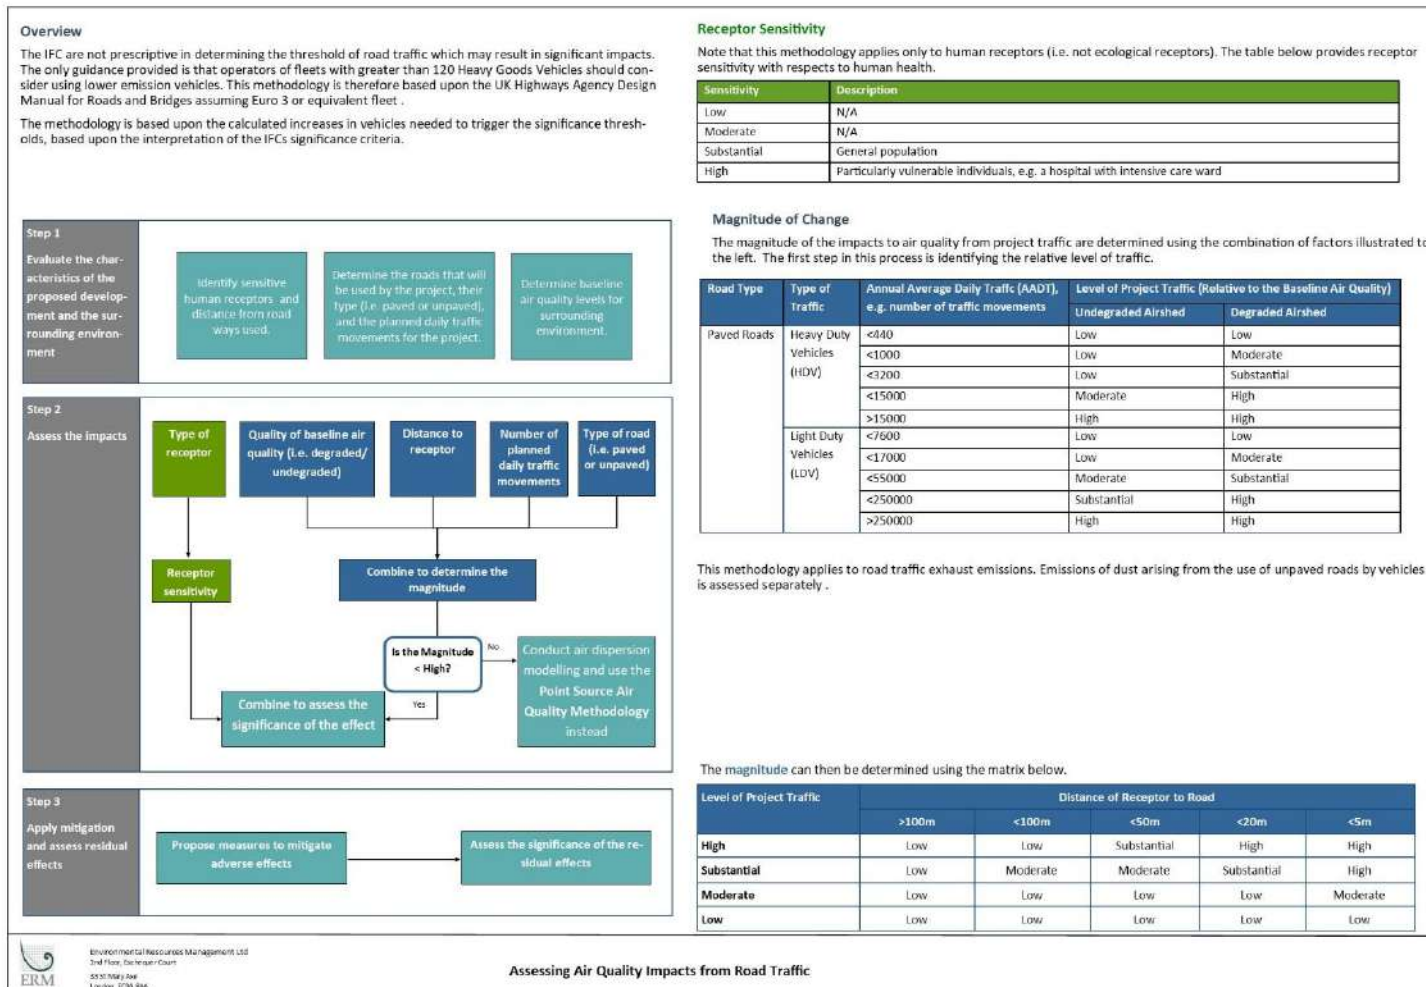 Overview
The IFC are not prescriptive in determining the threshold of road traffic which may result in significant impacts.
The only guidance provided is that operators of fleets with greater than 120 Heavy Goods Vehicles should con-
sider using lower emission vehicles. This methodology is therefore based upon the UK Highways Agency Design
Manual for Roads and Bridges assuming Euro 3 or equivalent fleet .
The methodology is based upon the calculated increases in vehicles needed to trigger the significance thresh-
olds, based upon the interpretation of the IFCs significance criteria.
Step 1
Evaluate the char-
acteristics of the
proposed develop-
ment and the sur-
rounding environ-
ment
Identify sensitive
human receptors and
distance from road
ways used.
Determine the roads that will
be used by the project, their
type (i.e. paved or unpaved),
and the planned daily traffic
movements for the project.
Determine baseline
air quality levels for
surrounding
environment.
Step 2
Assess the impacts
Type of
receptor
Quality of baseline air
quality (i.e. degraded/
undegraded)
Distance to
receptor
Number of
planned
daily traffic
movements
Type of road
(i.e. paved
or unpaved)
Receptor
sensitivity
Combine to determine the
magnitude
Is the Magnitude
< High?
No
Yes
Conduct air dispersion
modelling and use the
Point Source Air
Quality Methodology
instead
Combine to assess the
significance of the effect
Step 3
Apply mitigation
and assess residual
effects
Propose measures to mitigate
adverse effects
Assess the significance of the re-
sidual effects
Receptor Sensitivity
Note that this methodology applies only to human receptors (i.e. not ecological receptors). The table below provides receptor
sensitivity with respects to human health.
Sensitivity Description
Low N/A
Moderate N/A
Substantial General population
High Particularly vulnerable individuals, e.g. a hospital with intensive care ward
Magnitude of Change
The magnitude of the impacts to air quality from project traffic are determined using the combination of factors illustrated to
the left. The first step in this process is identifying the relative level of traffic.
Road Type Type of Annual Average Daily Traffc (AADT), Level of Project Traffic (Relative to the Baseline Air Quality)
Traffic e.g. number of traffic movements Undegraded Airshed Degraded Airshed
Paved Roads Heavy Duty <440 Low Low
Vehicles <1000 Low Moderate
(HDV) <3200 Low Substantial
<15000 Moderate High
>15000 High High
Light Duty <7600 Low Low
Vehicles <17000 Low Moderate
(LDV) <55000 Moderate Substantial
<250000 Substantial High
>250000 High High
This methodology applies to road traffic exhaust emissions. Emissions of dust arising from the use of unpaved roads by vehicles
is assessed separately .
The magnitude can then be determined using the matrix below.
Level of Project Traffic Distance of Receptor to Road
>100m <100m <50m <20m <5m
High Low Low Substantial High High
Substantial Low Moderate Moderate Substantial High
Moderate Low Low Low Low Moderate
Low Low Low Low Low Low
ERM
Environmental Resources Management Ltd
2nd Floor, Exchequer Court
Mary Axe
London,
Assessing Air Quality Impacts from Road Traffic